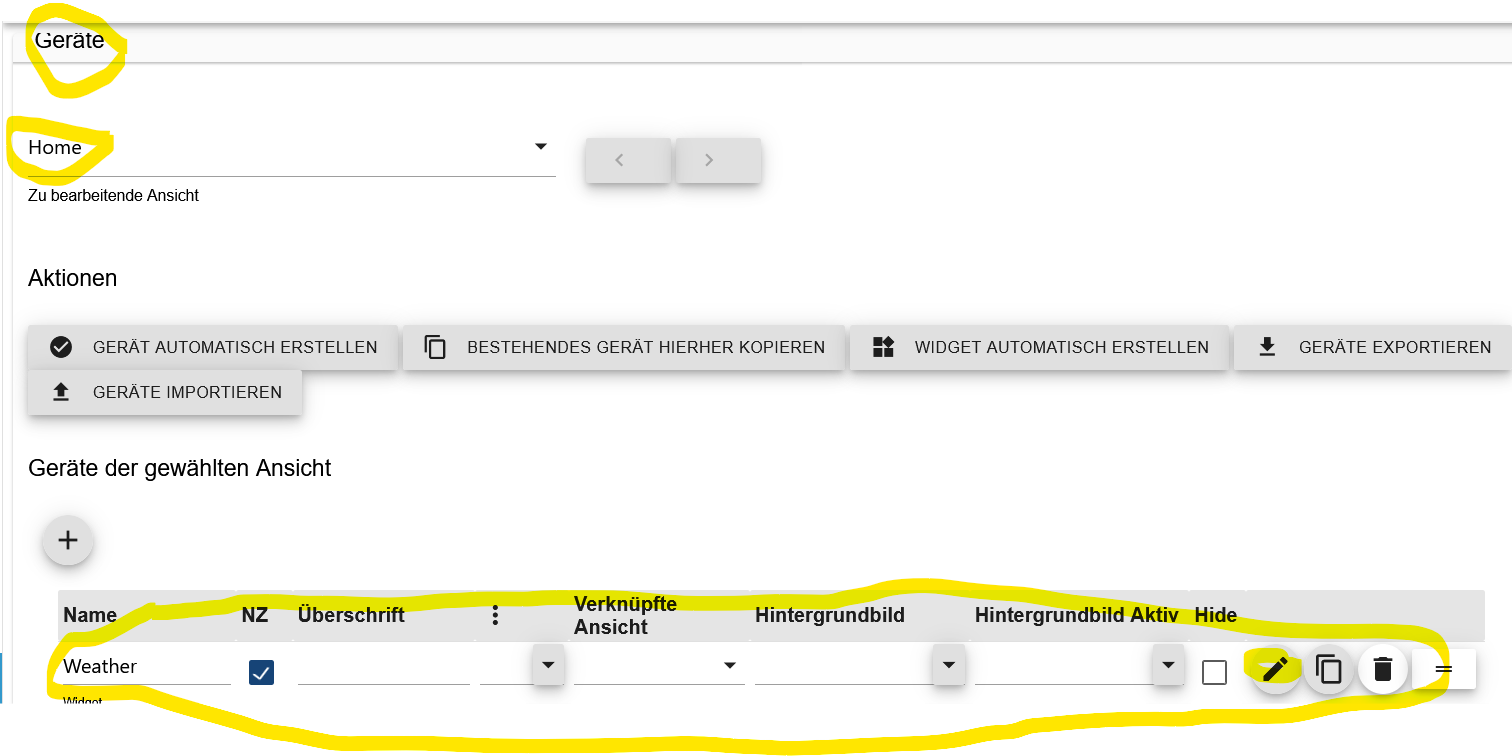 Geräte
Home
Zu bearbeitende Ansicht
Aktionen
GERÄT AUTOMATISCH ERSTELLEN BESTEHENDES GERÄT HIERHER KOPIEREN WIDGET AUTOMATISCH ERSTELLEN GERÄTE EXPORTIEREN
GERÄTE IMPORTIEREN
Geräte der gewählten Ansicht
Name NZ Überschrift Verknüpfte Ansicht Hintergrundbild Hintergrundbild Aktiv Hide
Weather
Widget